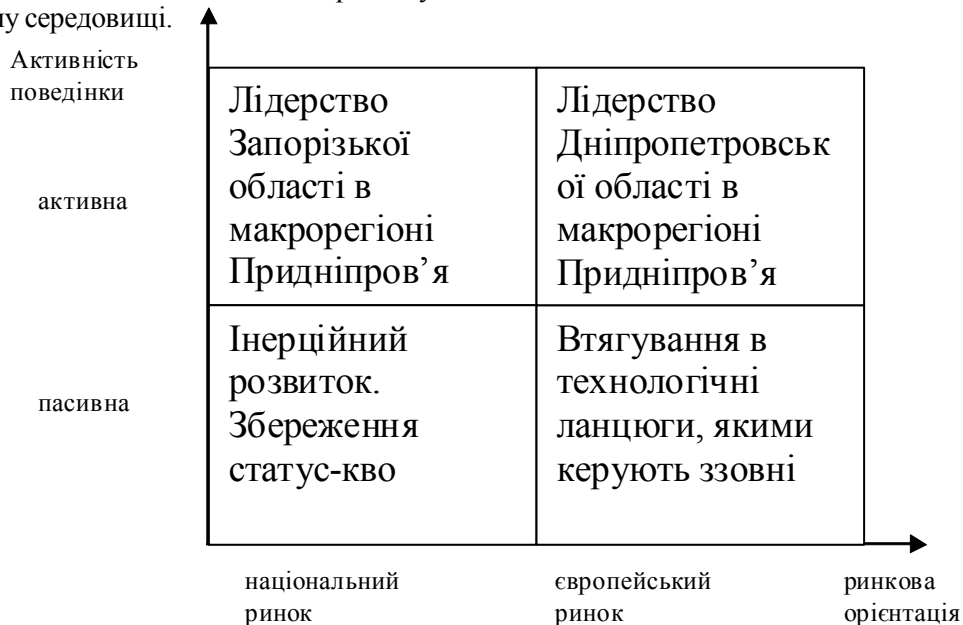 му середовищі.
Активність
поведінки
активна
Лідерство
Запорізької
області в
макрорегіоні
Придніпров’я
Лідерство
Дніпропетровськ
ої області в
макрорегіоні
Придніпров’я
пасивна
Інерційний
розвиток.
Збереження
статус-кво
Втягування в
технологічні
ланцюги, якими
керують ззовні
національний
ринок
європейський
ринок
ринкова
орієнтація